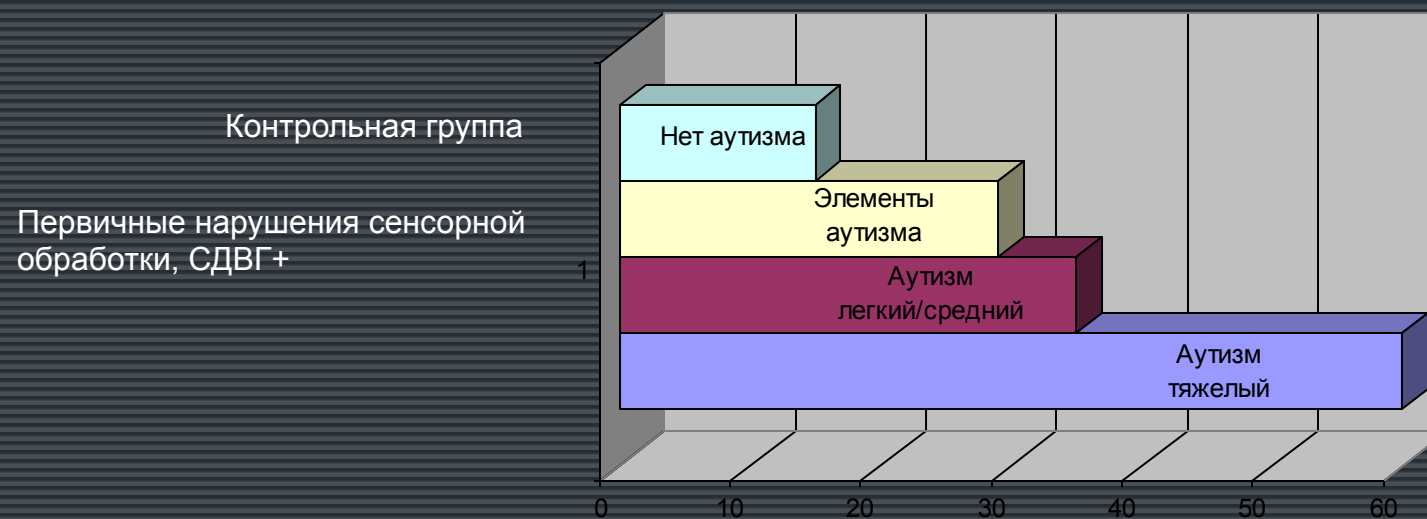 Контрольная группа
Нет аутизма
Первичные нарушения сенсорной
обработки, СДВГ+
Элементы
аутизма
1
Аутизм
легкий/средний
Аутизм
тяжелый
0 10 20 30 40 50 60